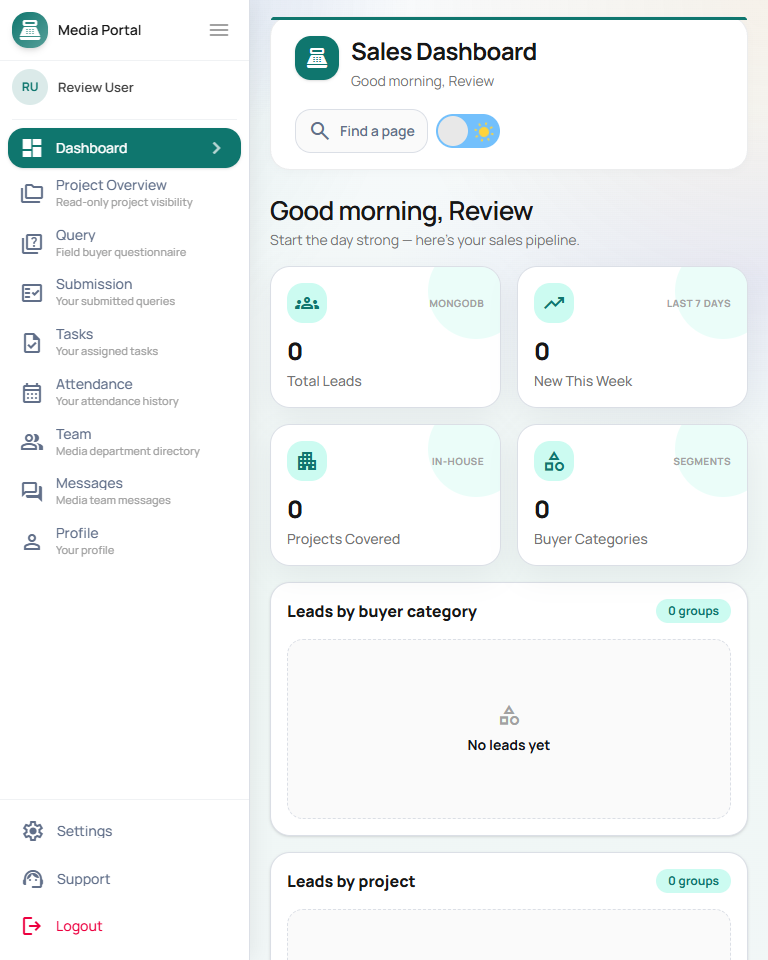 Media Portal
RU
Review User
Dashboard
Project Overview
Read-only project visibility
Query
Field buyer questionnaire
Submission
Your submitted queries
Tasks
Your assigned tasks
Attendance
Your attendance history
Team
Media department directory
Messages
Media team messages
Profile
Your profile
Settings
Support
Logout
Sales Dashboard
Good morning, Review
Find a page
Good morning, Review
Start the day strong — here's your sales pipeline.
MONGODB
0
Total Leads
LAST 7 DAYS
0
New This Week
IN-HOUSE
0
Projects Covered
SEGMENTS
0
Buyer Categories
Leads by buyer category
0 groups
No leads yet
Leads by project
0 groups